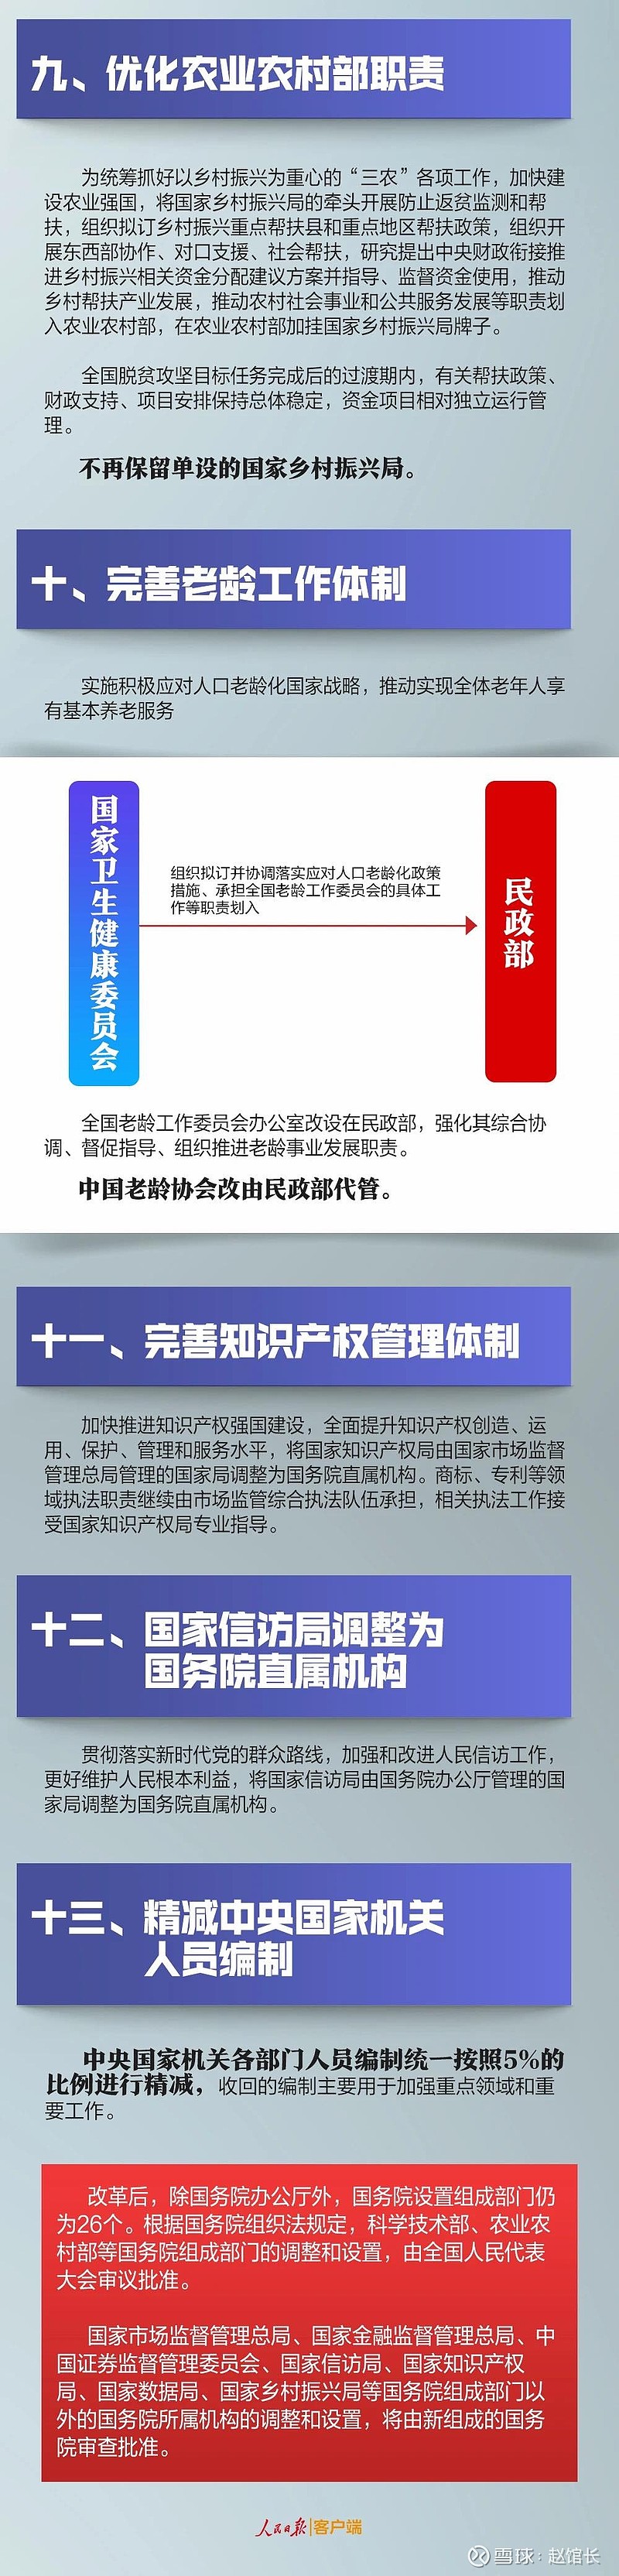 九、优化农业农村部职责
为统筹抓好以乡村振兴为重心的“三农”各项工作，加快建
设农业强国，将国家乡村振兴局的牵头开展防止返贫监测和帮
扶，组织拟订乡村振兴重点帮扶县和重点地区帮扶政策，组织开
展东西部协作、对口支援、社会帮扶，研究提出中央财政衔接推
进乡村振兴相关资金分配建议方案并指导、监督资金使用，推动
乡村帮扶产业发展，推动农村社会事业和公共服务发展等职责划
入农业农村部，在农业农村部加挂国家乡村振兴局牌子。
全国脱贫攻坚目标任务完成后的过渡期内，有关帮扶政策、
财政支持、项目安排保持总体稳定，资金项目相对独立运行管
理。
不再保留单设的国家乡村振兴局。
十、完善老龄工作体制
实施积极应对人口老龄化国家战略，推动实现全体老年人享
有基本养老服务
国家卫生健康委员会
组织拟订并协调落实应对人口老龄化政策
措施、承担全国老龄工作委员会的具体工
作等职责划入
民政部
全国老龄工作委员会办公室改设在民政部，强化其综合协
调、督促指导、组织推进老龄事业发展职责。
中国老龄协会改由民政部代管。
十一、完善知识产权管理体制
加快推进知识产权强国建设，全面提升知识产权创造、运
用、保护、管理和服务水平，将国家知识产权局由国家市场监督
管理总局管理的国家局调整为国务院直属机构。商标、专利等领
域执法职责继续由市场监管综合执法队伍承担，相关执法工作接
受国家知识产权局专业指导。
十二、国家信访局调整为
国务院直属机构
贯彻落实新时代党的群众路线，加强和改进人民信访工作，
更好维护人民根本利益，将国家信访局由国务院办公厅管理的国
家局调整为国务院直属机构。
十三、精减中央国家机关
人员编制
中央国家机关各部门人员编制统一按照5%的
比例进行精减，收回的编制主要用于加强重点领域和重
要工作。
改革后，除国务院办公厅外，国务院设置组成部门仍
为26个。根据国务院组织法规定，科学技术部、农业农
村部等国务院组成部门的调整和设置，由全国人民代表
大会审议批准。
国家市场监督管理总局、国家金融监督管理总局、中
国证券监督管理委员会、国家信访局、国家知识产权
局、国家数据局、国家乡村振兴局等国务院组成部门以
外的国务院所属机构的调整和设置，将由新组成的国务
院审查批准。
人民日报 客户端
雪球：赵馆长